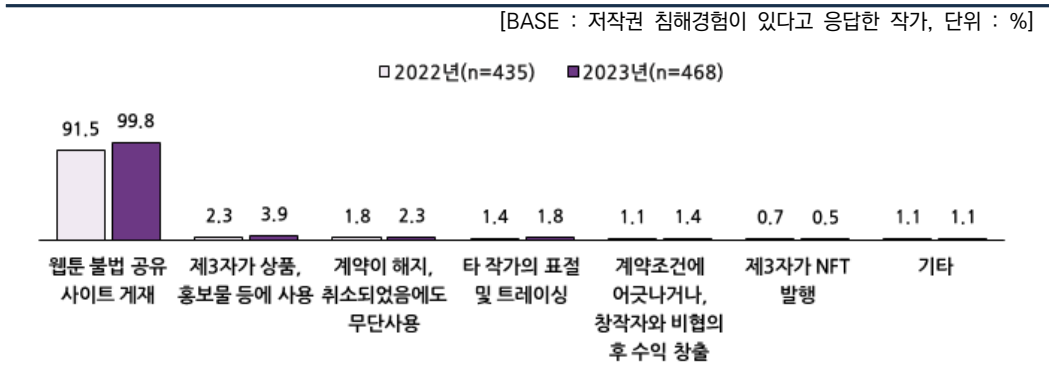 [BASE : 저작권 침해경험이 있다고 응답한 작가, 단위 : %]
2022년(n=435) 2023년(n=468)
91.5 99.8 2.3 3.9 1.8 2.3 1.4 1.8 1.1 1.4 0.7 0.5 1.1 1.1
웹툰 불법 공유
사이트 게재
제3자가 상품,
홍보물 등에 사용
계약이 해지,
취소되었음에도
무단사용
타 작가의 표절
및 트레이싱
계약조건에
어긋나거나,
창작자와 비협의
후 수익 창출
제3자가 NFT
발행
기타